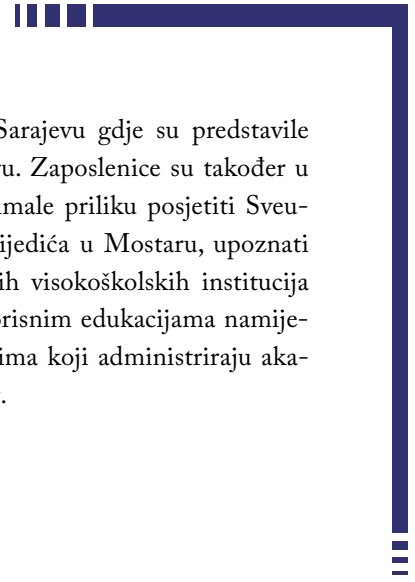 Sarajevu gdje su predstavile
ru. Zaposlenice su također u
imale priliku posjetiti Sveu-
ijedića u Mostaru, upoznati
ih visokoškolskih institucija
orisnim edukacijama namije-
ima koji administriraju aka-
.